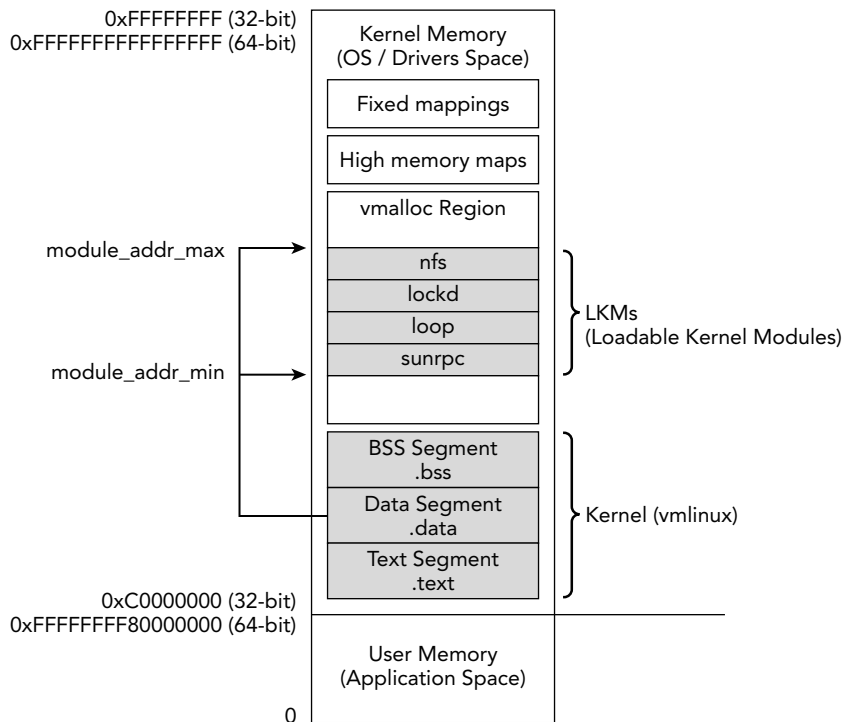 0xFFFFFFFF (32-bit)
0xFFFFFFFFFFFFFFFF (64-bit)
Kernel Memory
(OS / Drivers Space)
Fixed mappings
High memory maps
vmalloc Region
module_addr_max
nfs
lockd
loop
sunrpc
LKMs
(Loadable Kernel Modules)
module_addr_min
BSS Segment
.bss
Data Segment
.data
Text Segment
.text
Kernel (vmlinux)
0xC0000000 (32-bit)
0xFFFFFFFF80000000 (64-bit)
User Memory
(Application Space)
0